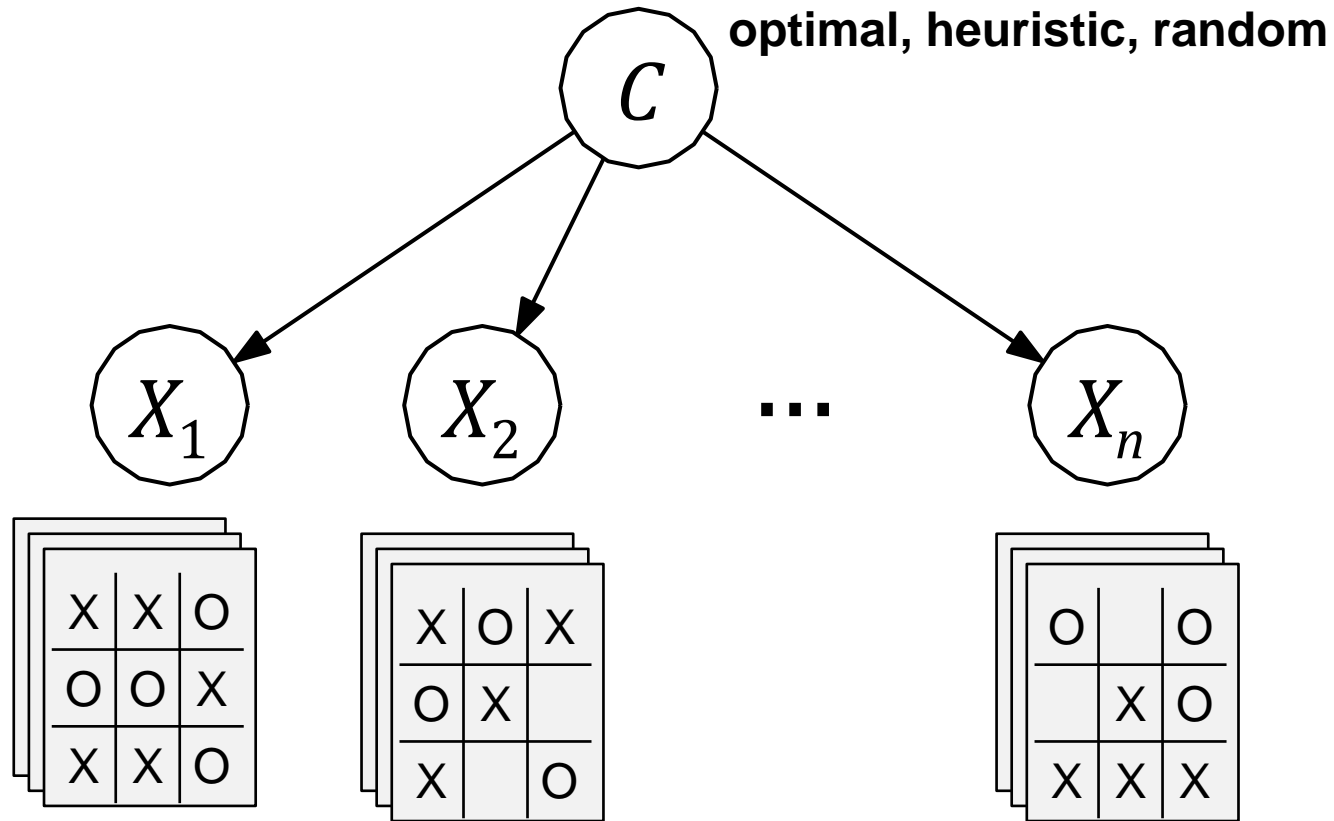 optimal, heuristic, random
C
X₁ X₂ ... Xₙ
X X O
O O X
X X O
X O X
O X
X O
O O
X O
X X X